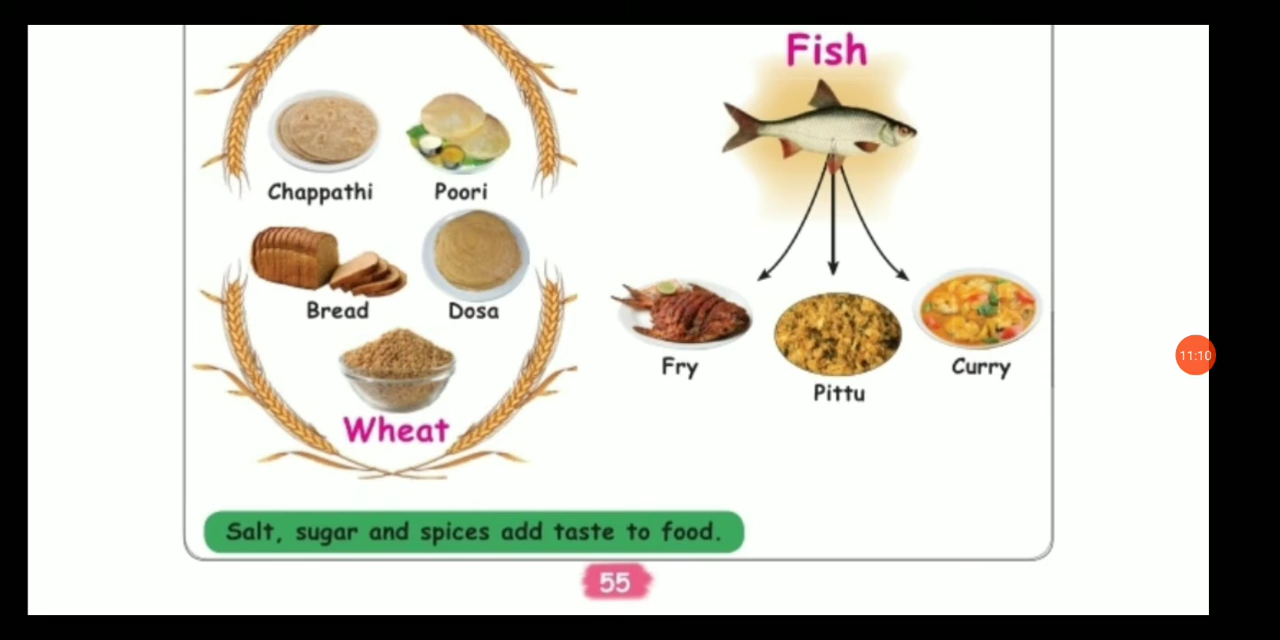 Fish
Chappathi
Poori
Bread
Dosa
Wheat
Fry
Pittu
Curry
Salt, sugar and spices add taste to food.
55
11:10